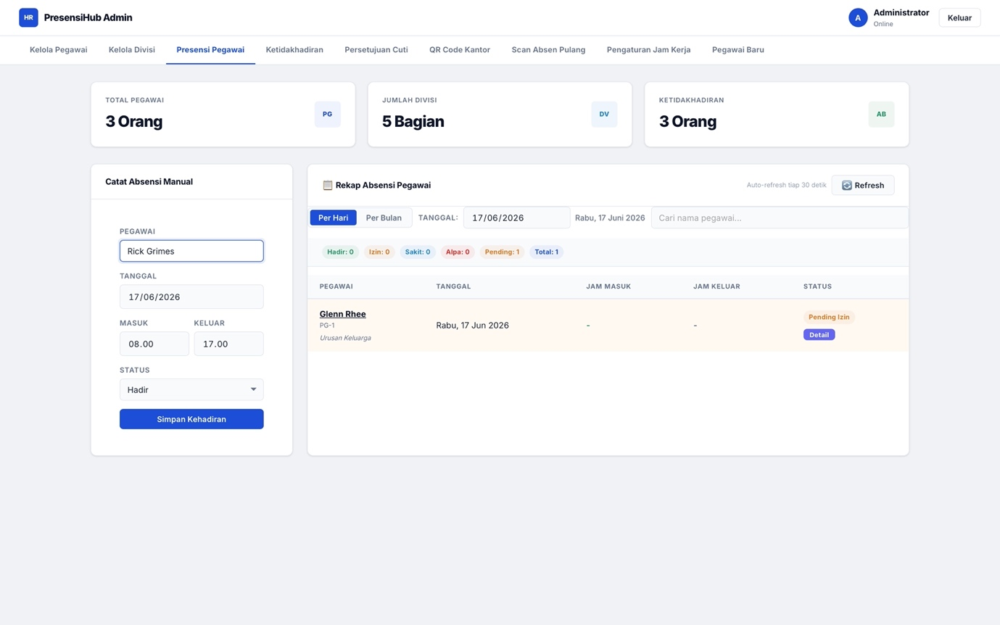 HR PresensiHub Admin
A Administrator
Online
Keluar
Kelola Pegawai Kelola Divisi Presensi Pegawai Ketidakhadiran Persetujuan Cuti QR Code Kantor Scan Absen Pulang Pengaturan Jam Kerja Pegawai Baru
TOTAL PEGAWAI
3 Orang
PG
JUMLAH DIVISI
5 Bagian
DV
KETIDAKHADIRAN
3 Orang
AB
Catat Absensi Manual
PEGAWAI
Rick Grimes
TANGGAL
17/06/2026
MASUK KELUAR
08.00 17.00
STATUS
Hadir
Simpan Kehadiran
Rekap Absensi Pegawai
Auto-refresh tiap 30 detik Refresh
Per Hari Per Bulan TANGGAL: 17/06/2026 Rabu, 17 Juni 2026 Cari nama pegawai...
Hadir: 0 Izin: 0 Sakit: 0 Alpa: 0 Pending: 1 Total: 1
PEGAWAI TANGGAL JAM MASUK JAM KELUAR STATUS
Glenn Rhee
PG-1
Urusan Keluarga
Rabu, 17 Jun 2026 - -
Pending Izin
Detail